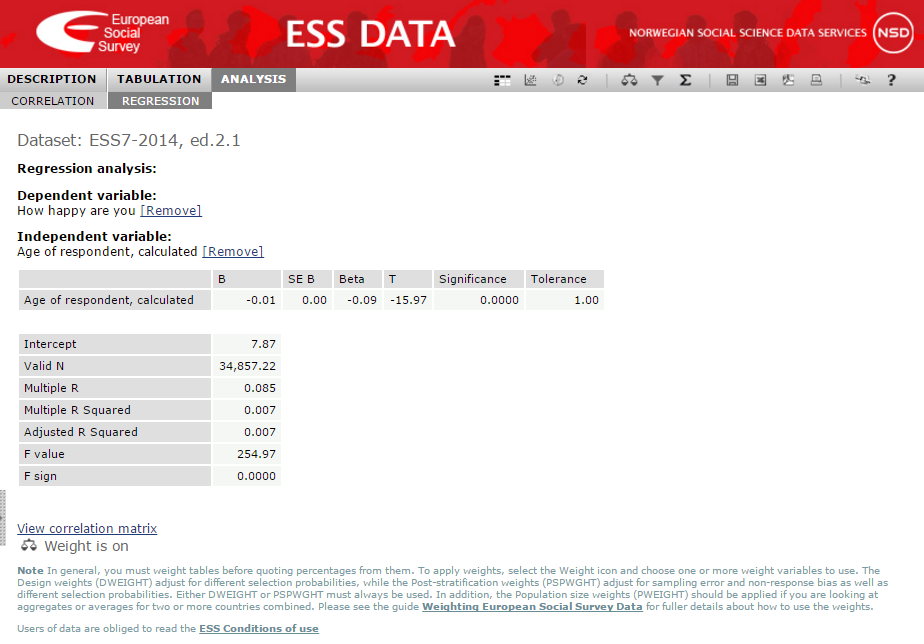 European
Social
Survey
ESS DATA
NORWEGIAN SOCIAL SCIENCE DATA SERVICES
NSD
DESCRIPTION TABULATION ANALYSIS
?
CORRELATION REGRESSION
Dataset: ESS7-2014, ed.2.1
Regression analysis:
Dependent variable:
How happy are you [Remove]
Independent variable:
Age of respondent, calculated [Remove]
B SE B Beta T Significance Tolerance
Age of respondent, calculated -0.01 0.00 -0.09 -15.97 0.0000 1.00
Intercept 7.87
Valid N 34,857.22
Multiple R 0.085
Multiple R Squared 0.007
Adjusted R Squared 0.007
F value 254.97
F sign 0.0000
View correlation matrix
Weight is on
Note In general, you must weight tables before quoting percentages from them. To apply weights, select the Weight icon and choose one or more weight variables to use. The
Design weights (DWEIGHT) adjust for different selection probabilities, while the Post-stratification weights (PSPWGHT) adjust for sampling error and non-response bias as well as
different selection probabilities. Either DWEIGHT or PSPWGHT must always be used. In addition, the Population size weights (PWEIGHT) should be applied if you are looking at
aggregates or averages for two or more countries combined. Please see the guide Weighting European Social Survey Data for fuller details about how to use the weights.
Users of data are obliged to read the ESS Conditions of use